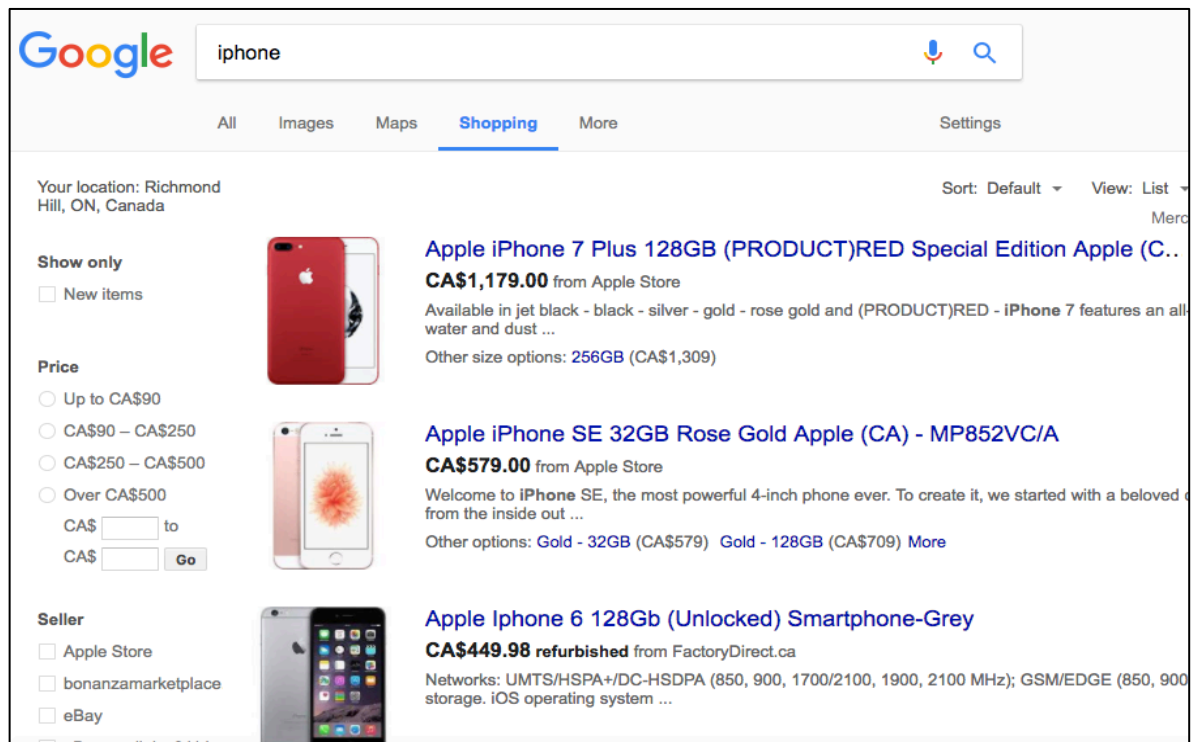 Google
iphone
All Images Maps Shopping More Settings
Your location: Richmond
Hill, ON, Canada
Sort: Default View: List
Merc
Show only
New items
Price
Up to CA$90
CA$90 – CA$250
CA$250 – CA$500
Over CA$500
CA$ to
CA$ Go
Seller
Apple Store
bonanzamarketplace
eBay
Apple iPhone 7 Plus 128GB (PRODUCT)RED Special Edition Apple (C..
CA$1,179.00 from Apple Store
Available in jet black - black - silver - gold - rose gold and (PRODUCT)RED - iPhone 7 features an all-
water and dust ...
Other size options: 256GB (CA$1,309)
Apple iPhone SE 32GB Rose Gold Apple (CA) - MP852VC/A
CA$579.00 from Apple Store
Welcome to iPhone SE, the most powerful 4-inch phone ever. To create it, we started with a beloved
from the inside out ...
Other options: Gold - 32GB (CA$579) Gold - 128GB (CA$709) More
Apple Iphone 6 128Gb (Unlocked) Smartphone-Grey
CA$449.98 refurbished from FactoryDirect.ca
Networks: UMTS/HSPA+/DC-HSDPA (850, 900, 1700/2100, 1900, 2100 MHz); GSM/EDGE (850, 900
storage. iOS operating system ...